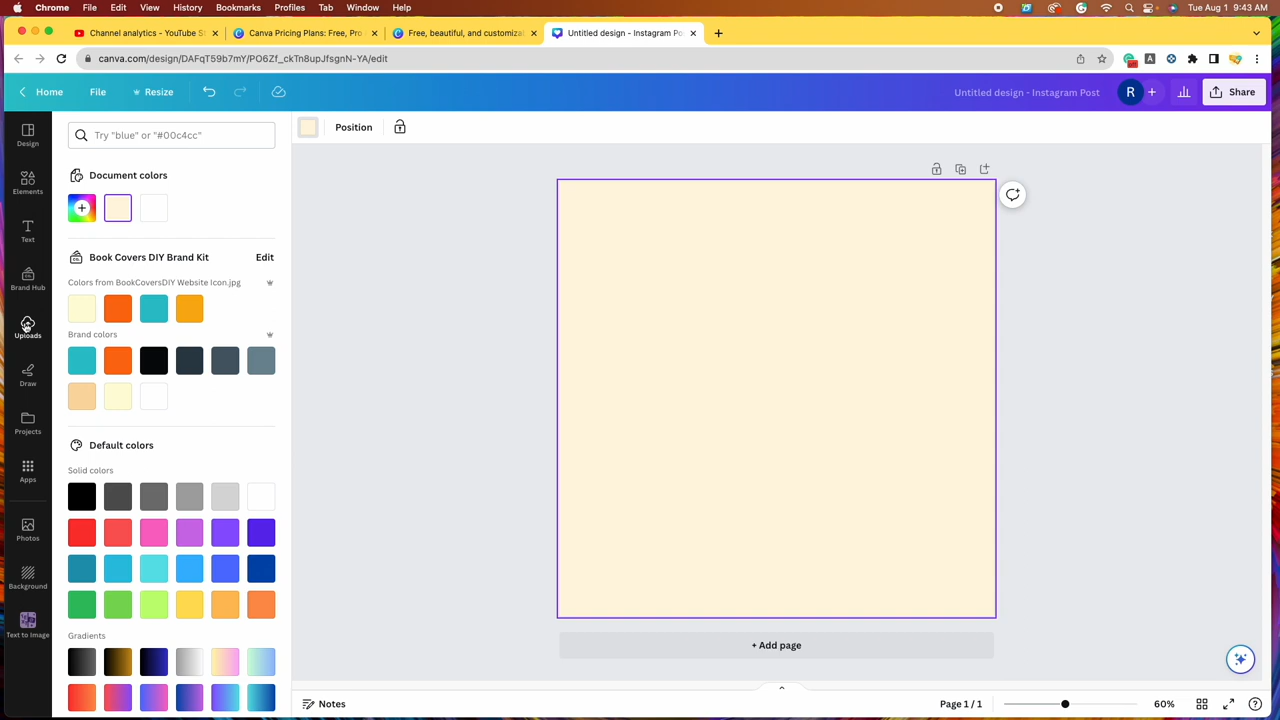 Chrome File Edit View History Bookmarks Profiles Tab Window Help Tue Aug 1 9:43 AM
Channel analytics - YouTube S Canva Pricing Plans: Free, Pro Free, beautiful, and customiza Untitled design - Instagram Po
canva.com/design/DAFqT59b7mY/PO6Zf_ckTn8upJfsgnN-YA/edit
Home File Resize Untitled design - Instagram Post R Share
Design
Elements
Text
Brand Hub
Uploads
Draw
Projects
Apps
Photos
Background
Text to Image
Try "blue" or "#00c4cc"
Document colors
Book Covers DIY Brand Kit Edit
Colors from BookCoversDIY Website Icon.jpg
Brand colors
Default colors
Solid colors
Gradients
Position
+ Add page
Notes Page 1 / 1 60%